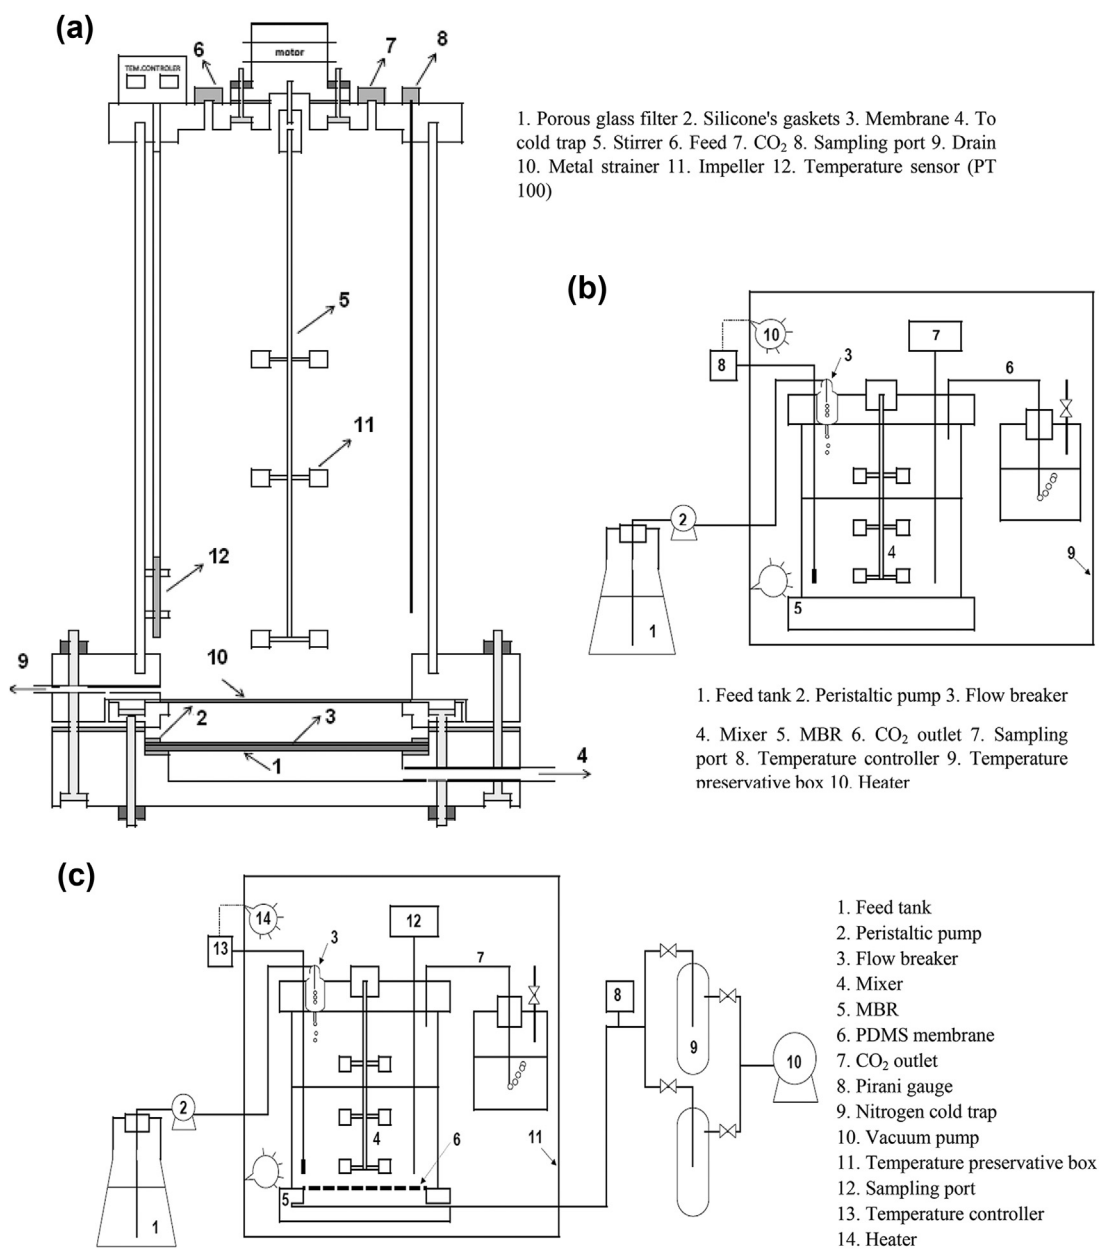 (a)
motor
TEM.CONTROLER
6
7
8
5
11
12
9
10
2
3
1
4
1. Porous glass filter 2. Silicone's gaskets 3. Membrane 4. To
cold trap 5. Stirrer 6. Feed 7. CO₂ 8. Sampling port 9. Drain
10. Metal strainer 11. Impeller 12. Temperature sensor (PT
100)
(b)
10
8
3
7
6
2
4
9
5
1
1. Feed tank 2. Peristaltic pump 3. Flow breaker
4. Mixer 5. MBR 6. CO₂ outlet 7. Sampling
port 8. Temperature controller 9. Temperature
preservative box 10. Heater
(c)
14
13
3
12
7
8
9
10
2
4
6
11
5
1
1. Feed tank
2. Peristaltic pump
3. Flow breaker
4. Mixer
5. MBR
6. PDMS membrane
7. CO₂ outlet
8. Pirani gauge
9. Nitrogen cold trap
10. Vacuum pump
11. Temperature preservative box
12. Sampling port
13. Temperature controller
14. Heater